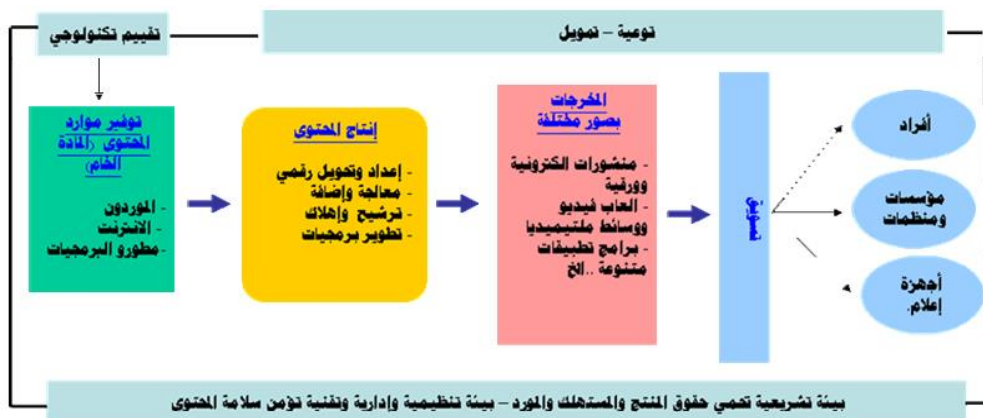 تقييم تكنولوجي
توعية – تمويل
توفير موارد
المحتوى (المادة
الخام)
- الموردون
- الانترنت
- مطورو البرمجيات
إنتاج المحتوى
- إعداد وتحويل رقمي
- معالجة وإضافة
- ترشيح وإهلاك
- تطوير برمجيات
المخرجات
بصور مختلفة
- منشورات الكترونية
وورقية
- العاب فيديو
ووسائط ملتيميديا
- برامج تطبيقات
متنوعة ..الخ
تسويق
أفراد
مؤسسات
ومنظمات
أجهزة
إعلام.
بيئة تشريعية تحمي حقوق المنتج والمستهلك والمورد – بيئة تنظيمية وإدارية وتقنية تؤمن سلامة المحتوى